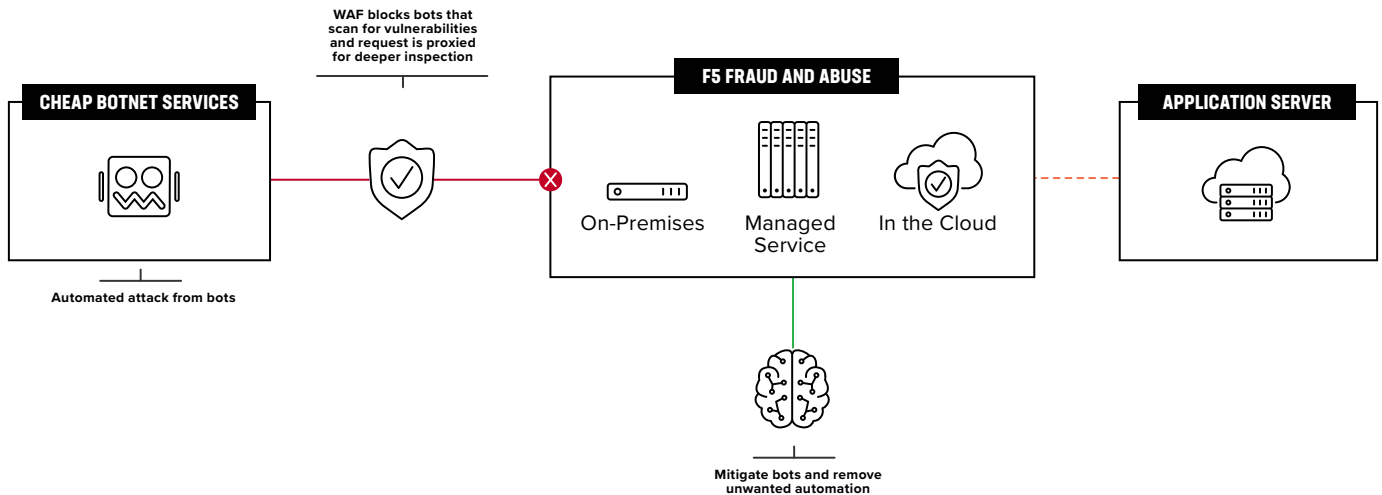 WAF blocks bots that
scan for vulnerabilities
and request is proxied
for deeper inspection
CHEAP BOTNET SERVICES
Automated attack from bots
F5 FRAUD AND ABUSE
On-Premises
Managed
Service
In the Cloud
APPLICATION SERVER
Mitigate bots and remove
unwanted automation